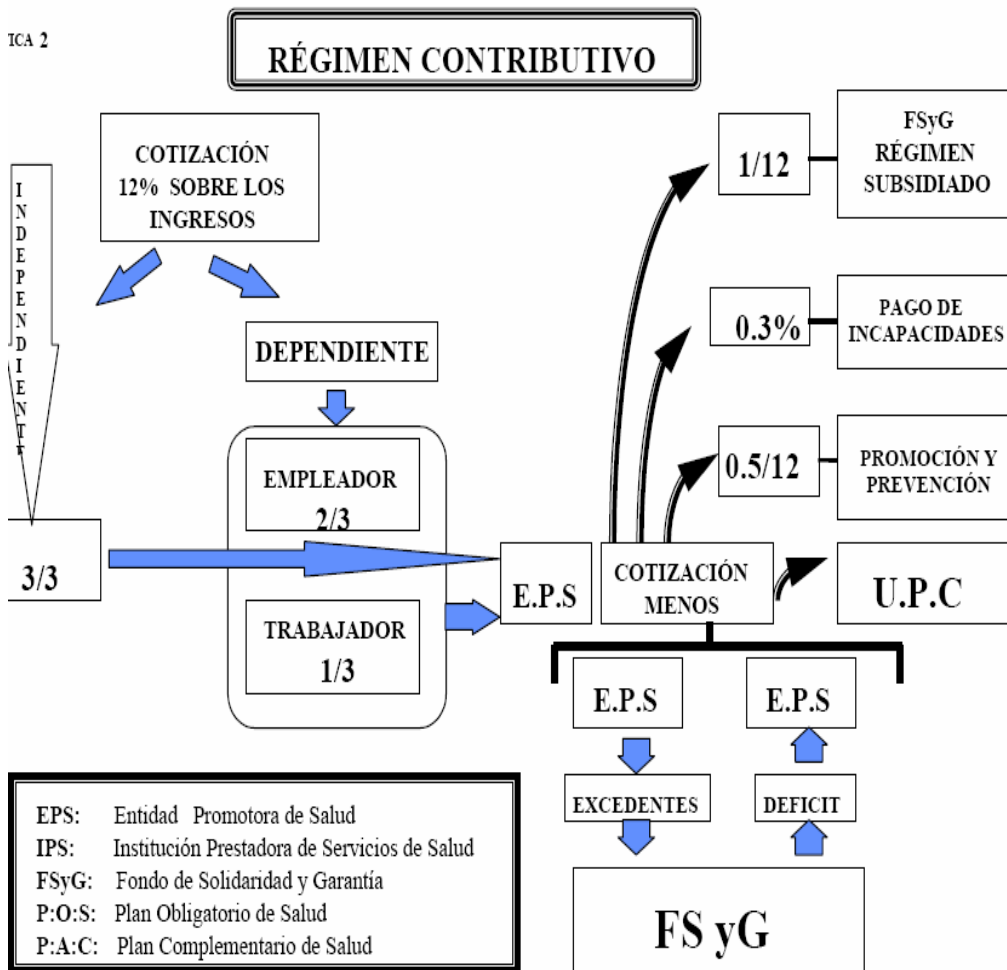 TICA 2
RÉGIMEN CONTRIBUTIVO
COTIZACIÓN
12% SOBRE LOS
INGRESOS
INDEPENDIENTE
DEPENDIENTE
EMPLEADOR
2/3
TRABAJADOR
1/3
3/3
E.P.S
COTIZACIÓN
MENOS
1/12
FSyG
RÉGIMEN
SUBSIDIADO
0.3%
PAGO DE
INCAPACIDADES
0.5/12
PROMOCIÓN Y
PREVENCIÓN
U.P.C
E.P.S
E.P.S
EXCEDENTES
DEFICIT
FS yG
EPS: Entidad Promotora de Salud
IPS: Institución Prestadora de Servicios de Salud
FSyG: Fondo de Solidaridad y Garantía
P:O:S: Plan Obligatorio de Salud
P:A:C: Plan Complementario de Salud